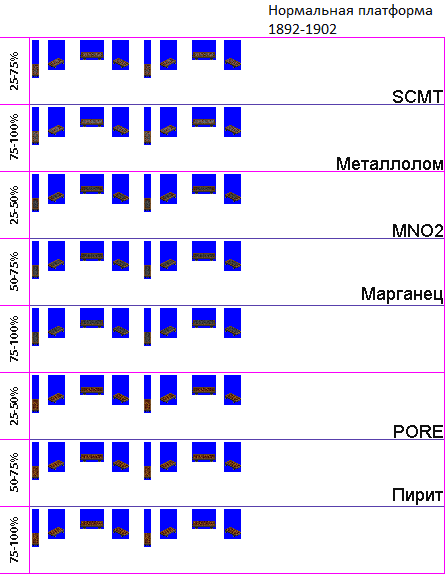 Нормальная платформа
1892-1902
25-75%
SCMT
75-100%
Металлолом
25-50%
MNO2
50-75%
Марганец
75-100%
25-50%
PORE
50-75%
Пирит
75-100%